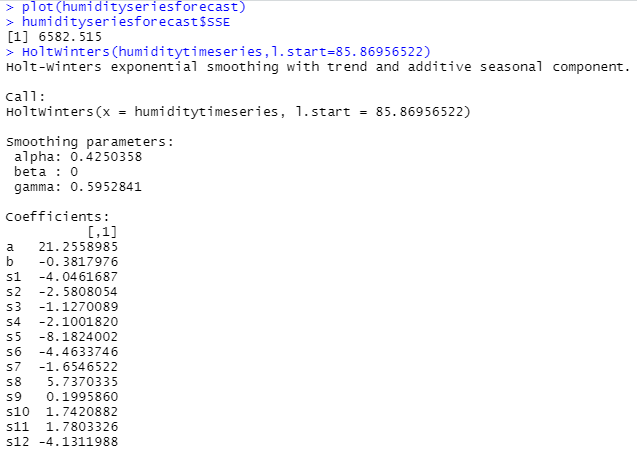 > plot(humidityseriesforecast)
> humidityseriesforecast$SSE
[1] 6582.515
> HoltWinters(humiditytimeseries,l.start=85.86956522)
Holt-Winters exponential smoothing with trend and additive seasonal component.
Call:
HoltWinters(x = humiditytimeseries, l.start = 85.86956522)
Smoothing parameters:
alpha: 0.4250358
beta : 0
gamma: 0.5952841
Coefficients:
[,1]
a 21.2558985
b -0.3817976
s1 -4.0461687
s2 -2.5808054
s3 -1.1270089
s4 -2.1001820
s5 -8.1824002
s6 -4.4633746
s7 -1.6546522
s8 5.7370335
s9 0.1995860
s10 1.7420882
s11 1.7803326
s12 -4.1311988